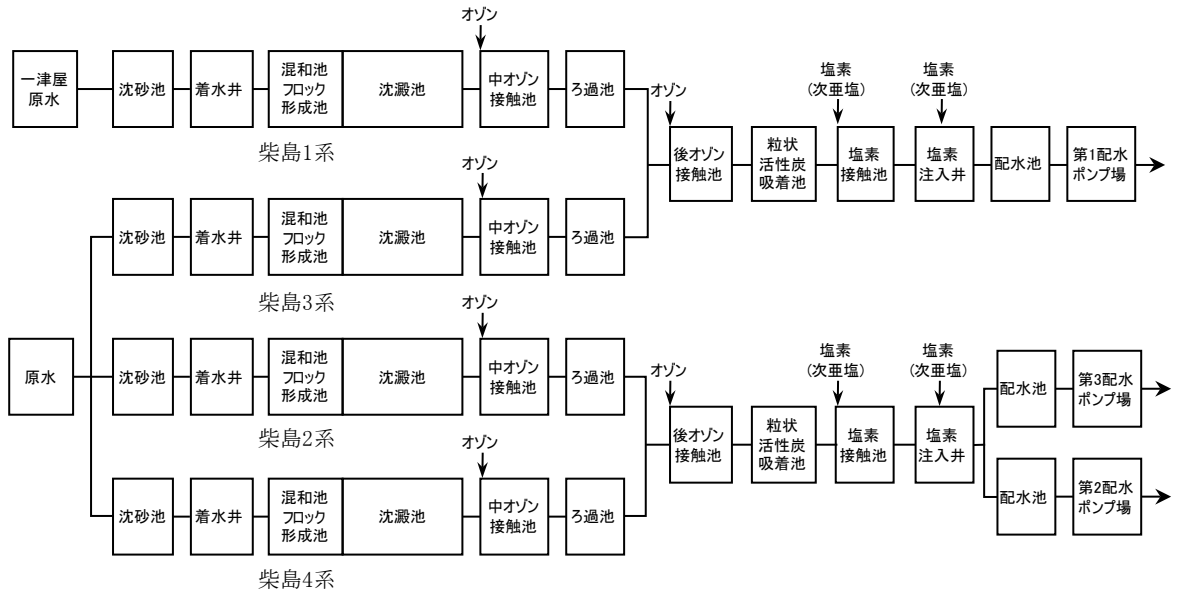 オゾン
一津屋
原水
沈砂池
着水井
混和池
フロック
形成池
沈澱池
中オゾン
接触池
ろ過池
柴島1系
オゾン
後オゾン
接触池
粒状
活性炭
吸着池
塩素
(次亜塩)
塩素
接触池
塩素
(次亜塩)
塩素
注入井
配水池
第1配水
ポンプ場
オゾン
沈砂池
着水井
混和池
フロック
形成池
沈澱池
中オゾン
接触池
ろ過池
柴島3系
原水
オゾン
沈砂池
着水井
混和池
フロック
形成池
沈澱池
中オゾン
接触池
ろ過池
柴島2系
オゾン
後オゾン
接触池
粒状
活性炭
吸着池
塩素
(次亜塩)
塩素
接触池
塩素
(次亜塩)
塩素
注入井
配水池
第3配水
ポンプ場
配水池
第2配水
ポンプ場
オゾン
沈砂池
着水井
混和池
フロック
形成池
沈澱池
中オゾン
接触池
ろ過池
柴島4系